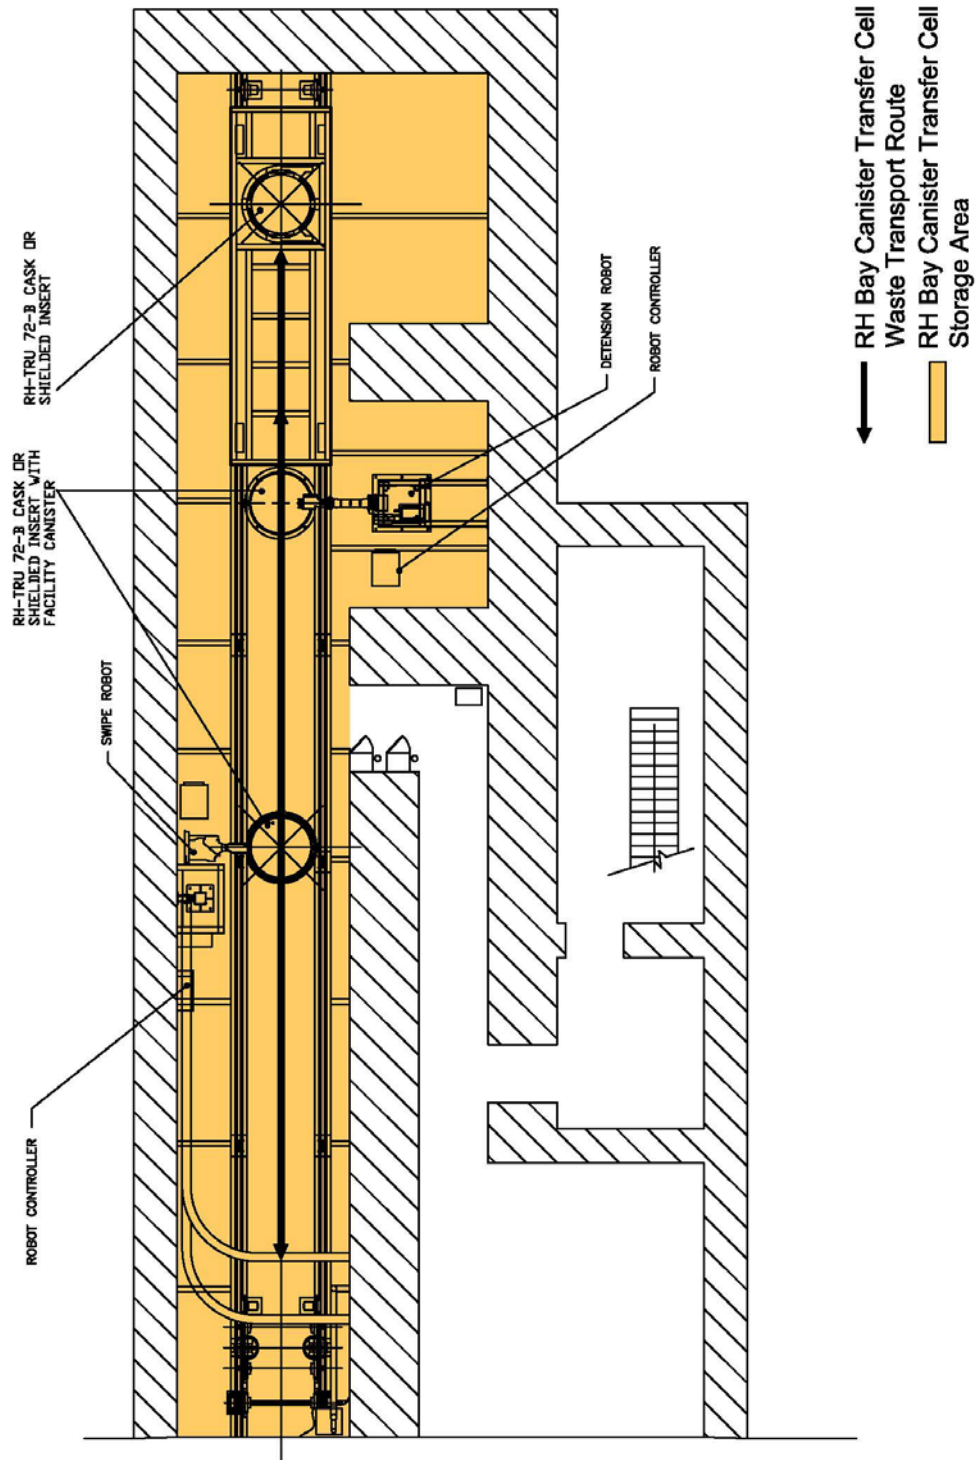 RH-TRU 72-B CASK OR
SHIELDED INSERT
RH-TRU 72-B CASK OR
SHIELDED INSERT WITH
FACILITY CANISTER
SWIPE ROBOT
ROBOT CONTROLLER
DETENSION ROBOT
ROBOT CONTROLLER
RH Bay Canister Transfer Cell
Waste Transport Route
RH Bay Canister Transfer Cell
Storage Area